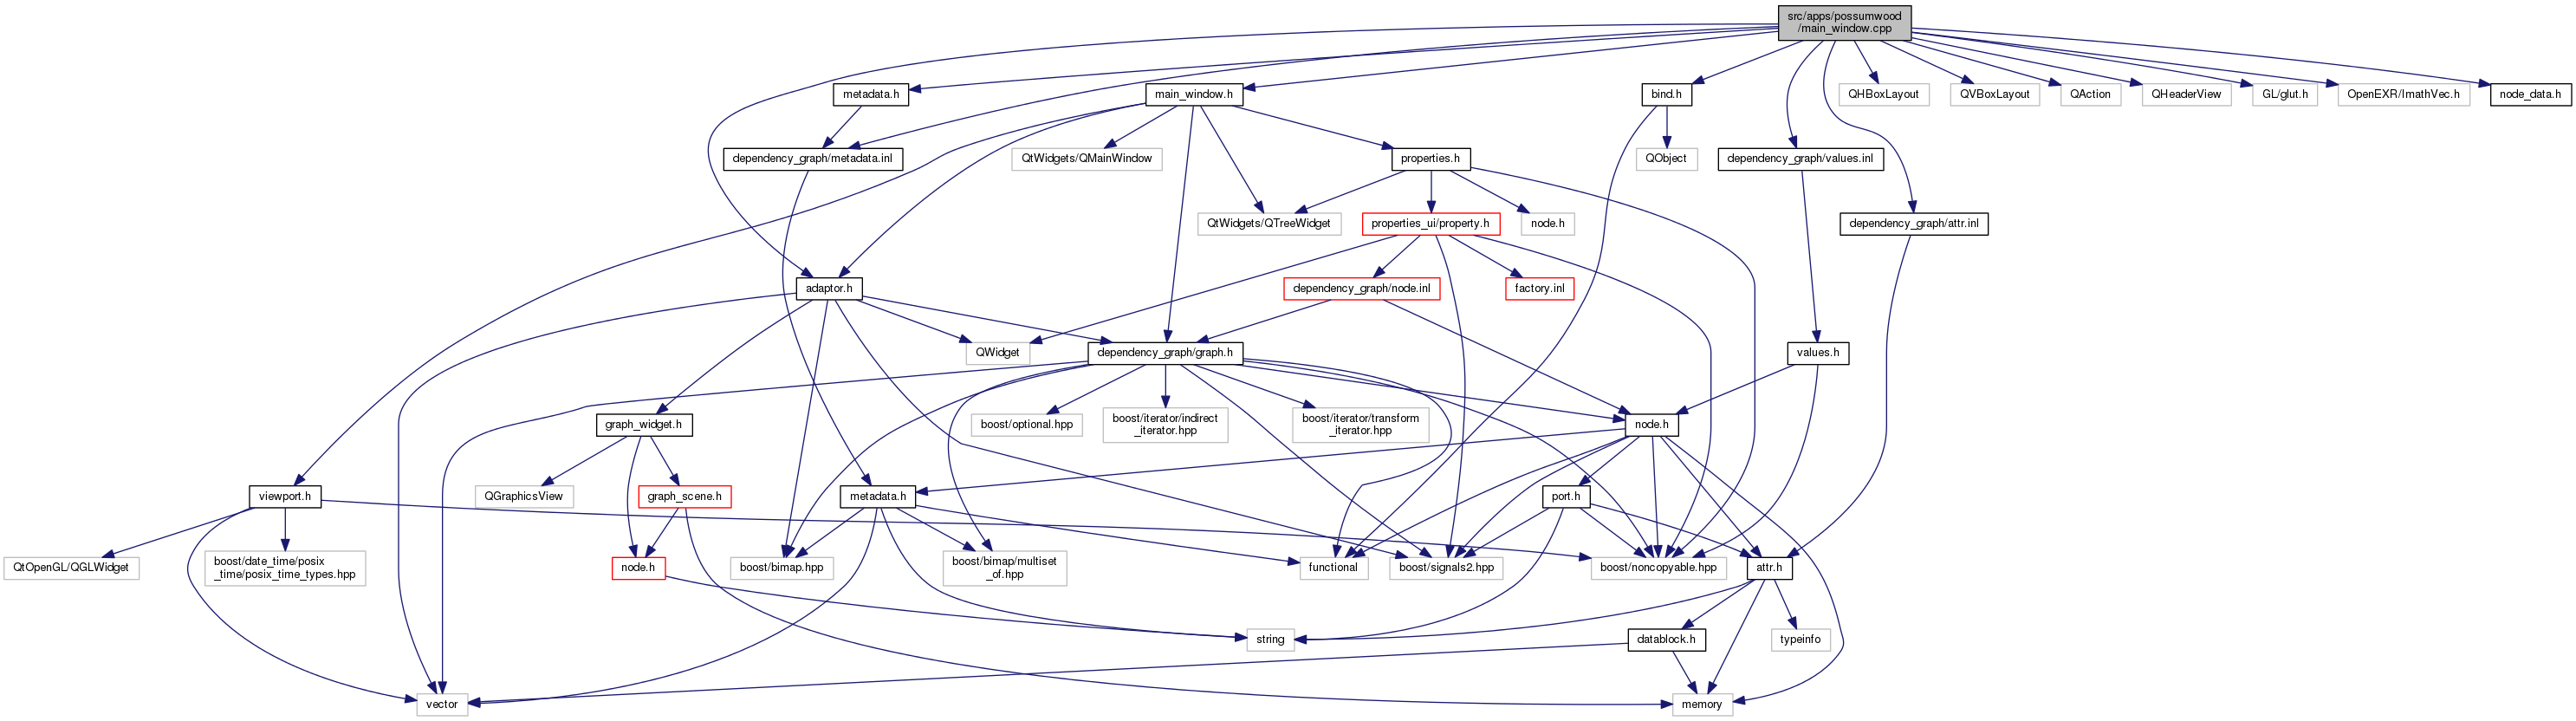 src/apps/possumwood
/main_window.cpp
metadata.h
main_window.h
bind.h
QHBoxLayout
QVBoxLayout
QAction
QHeaderView
GL/glut.h
OpenEXR/ImathVec.h
node_data.h
dependency_graph/metadata.inl
QtWidgets/QMainWindow
properties.h
QObject
dependency_graph/values.inl
QtWidgets/QTreeWidget
properties_ui/property.h
node.h
dependency_graph/attr.inl
adaptor.h
dependency_graph/node.inl
factory.inl
QWidget
dependency_graph/graph.h
values.h
graph_widget.h
boost/optional.hpp
boost/iterator/indirect
_iterator.hpp
boost/iterator/transform
_iterator.hpp
node.h
viewport.h
QGraphicsView
graph_scene.h
metadata.h
port.h
QtOpenGL/QGLWidget
boost/date_time/posix
_time/posix_time_types.hpp
node.h
boost/bimap.hpp
boost/bimap/multiset
_of.hpp
functional
boost/signals2.hpp
boost/noncopyable.hpp
attr.h
string
datablock.h
typeinfo
vector
memory